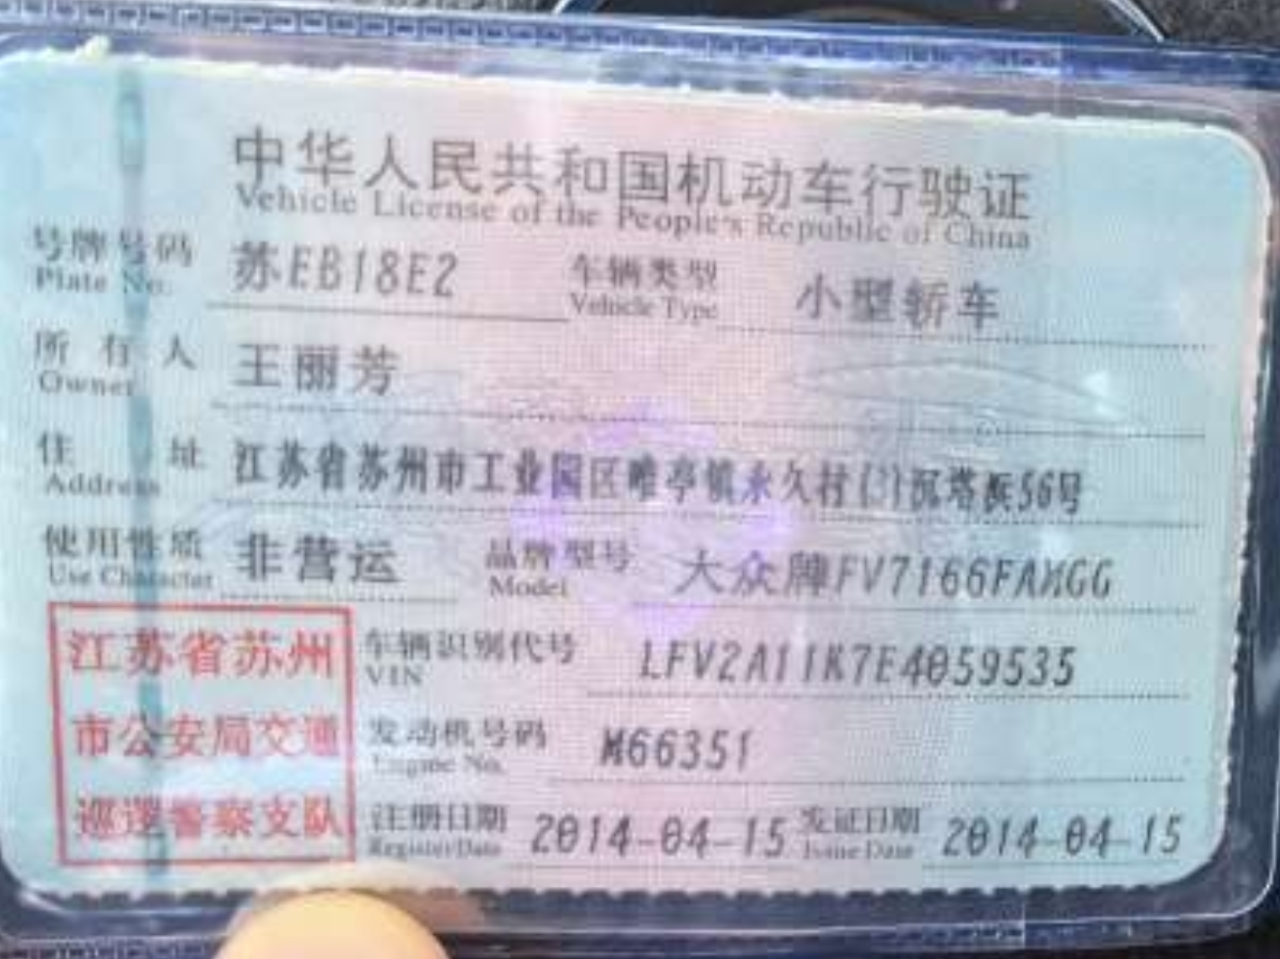 中华人民共和国机动车行驶证
Vehicle License of the People's Republic of China
号牌号码 苏EB18E2 车辆类型 小型轿车
Plate No. Vehicle Type
所有人 王丽芳
Owner
住址 江苏省苏州市工业园区唯亭镇永久村(3)沉塔浜56号
Address
使用性质 非营运 品牌型号 大众牌FV7166FAMGG
Use Character Model
江苏省苏州
市公安局交通
巡逻警察支队
车辆识别代号 LFV2A11K7E4059535
VIN
发动机号码 M66351
Engine No.
注册日期 2014-04-15 发证日期 2014-04-15
Register Date Issue Date